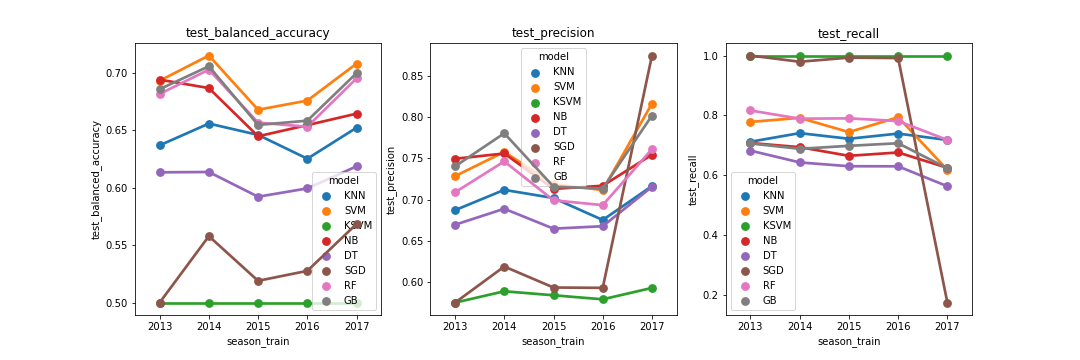 test_balanced_accuracy
test_balanced_accuracy
0.70
0.65
0.60
0.55
0.50
2013 2014 2015 2016 2017
season_train
model
KNN
SVM
KSVM
NB
DT
SGD
RF
GB
test_precision
test_precision
0.85
0.80
0.75
0.70
0.65
0.60
2013 2014 2015 2016 2017
season_train
model
KNN
SVM
KSVM
NB
DT
SGD
RF
GB
test_recall
test_recall
1.0
0.8
0.6
0.4
0.2
2013 2014 2015 2016 2017
season_train
model
KNN
SVM
KSVM
NB
DT
SGD
RF
GB